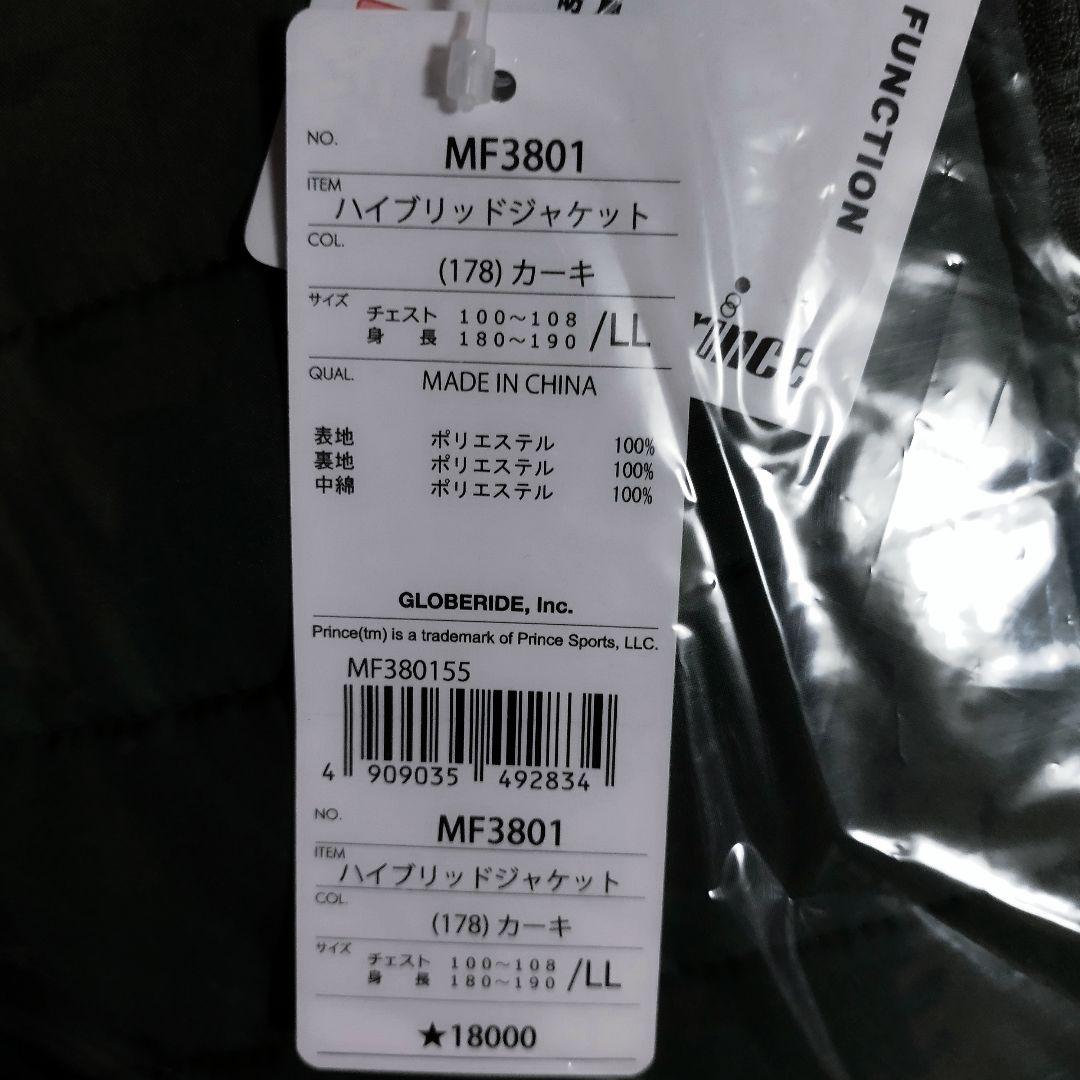 FUNCTION
NO.
MF3801
ITEM
ハイブリッドジャケット
COL.
(178) カーキ
サイズ
チェスト 100～108
身 長 180～190 /LL
QUAL.
MADE IN CHINA
表地 ポリエステル 100%
裏地 ポリエステル 100%
中綿 ポリエステル 100%
GLOBERIDE, Inc.
Prince(tm) is a trademark of Prince Sports, LLC.
MF380155
4 909035 492834
NO.
MF3801
ITEM
ハイブリッドジャケット
COL.
(178) カーキ
サイズ
チェスト 100～108
身 長 180～190 /LL
★18000
rince